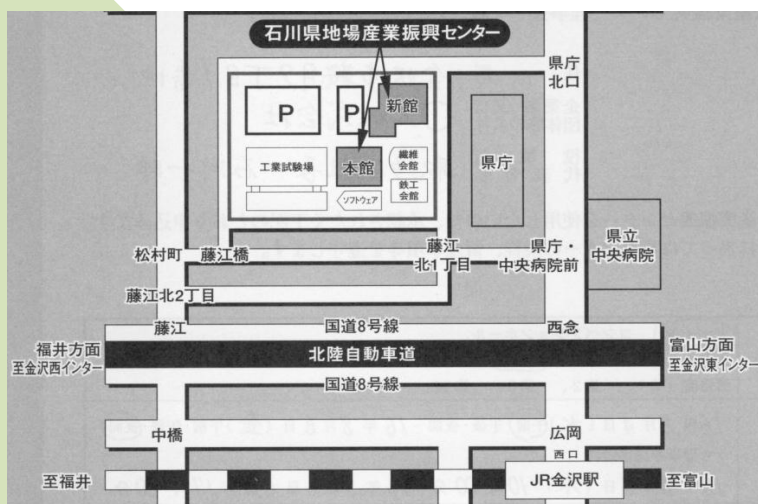 石川県地場産業振興センター
県庁
北口
P
P
新館
工業試験場
本館
繊維
会館
ソフトウェア
鉄工
会館
県庁
県立
中央病院
松村町
藤江橋
藤江
北1丁目
県庁・
中央病院前
藤江北2丁目
藤江
国道8号線
西念
福井方面
至金沢西インター
北陸自動車道
富山方面
至金沢東インター
国道8号線
中橋
広岡
西口
至福井
JR金沢駅
至富山